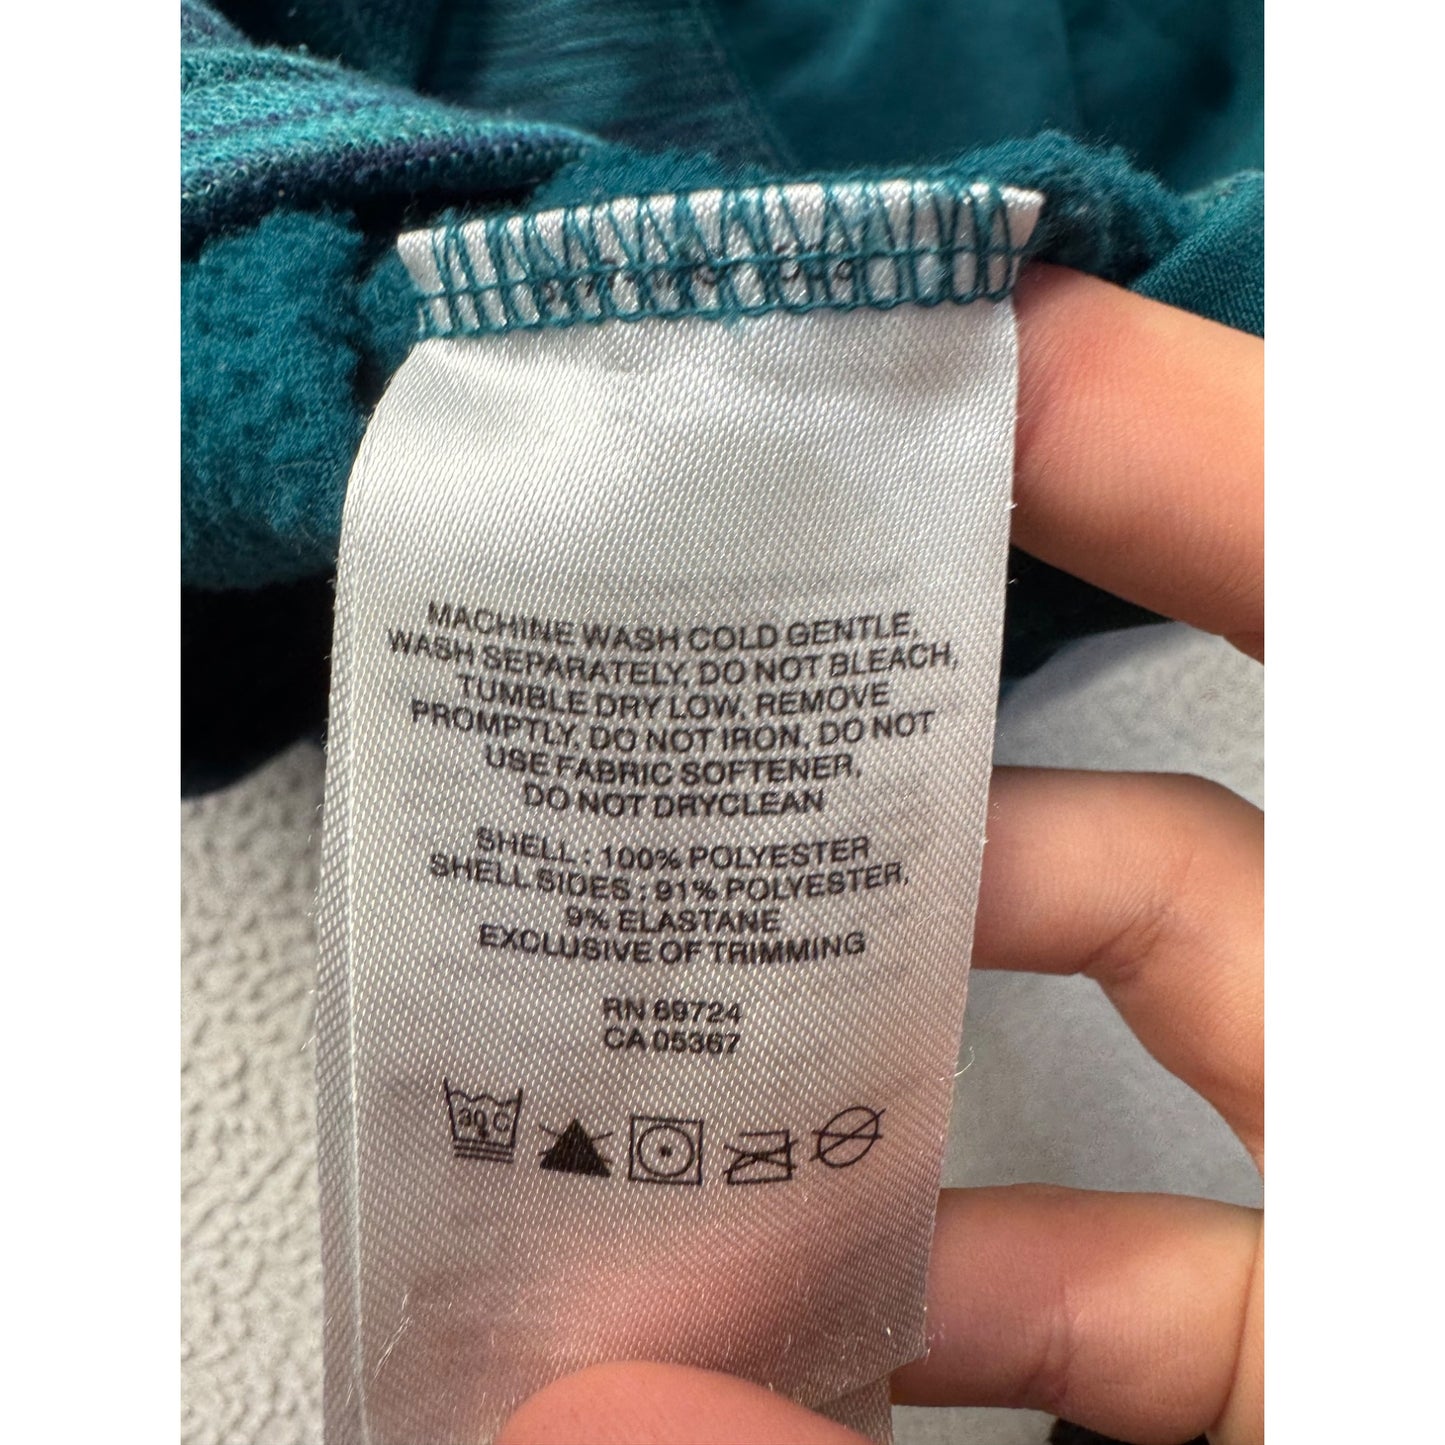 MACHINE WASH COLD GENTLE,
WASH SEPARATELY, DO NOT BLEACH,
TUMBLE DRY LOW, REMOVE
PROMPTLY, DO NOT IRON, DO NOT
USE FABRIC SOFTENER,
DO NOT DRYCLEAN
SHELL : 100% POLYESTER
SHELL SIDES : 91% POLYESTER,
9% ELASTANE
EXCLUSIVE OF TRIMMING
RN 69724
CA 05367
30°C